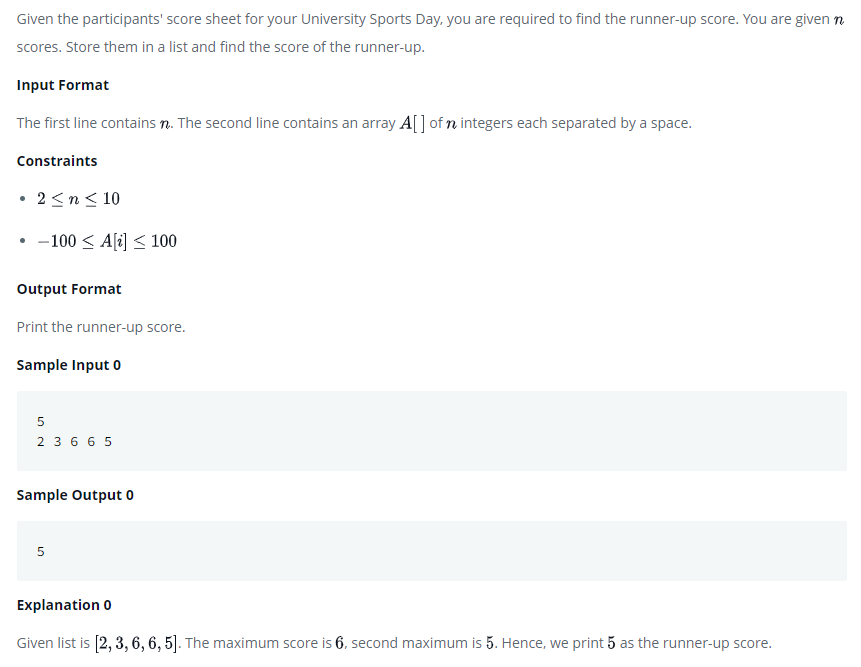 Given the participants' score sheet for your University Sports Day, you are required to find the runner-up score. You are given n
scores. Store them in a list and find the score of the runner-up.
Input Format
The first line contains n. The second line contains an array A[] of n integers each separated by a space.
Constraints
• 2 ≤ n ≤ 10
• −100 ≤ A[i] ≤ 100
Output Format
Print the runner-up score.
Sample Input 0
5
2 3 6 6 5
Sample Output 0
5
Explanation 0
Given list is [2, 3, 6, 6, 5]. The maximum score is 6, second maximum is 5. Hence, we print 5 as the runner-up score.